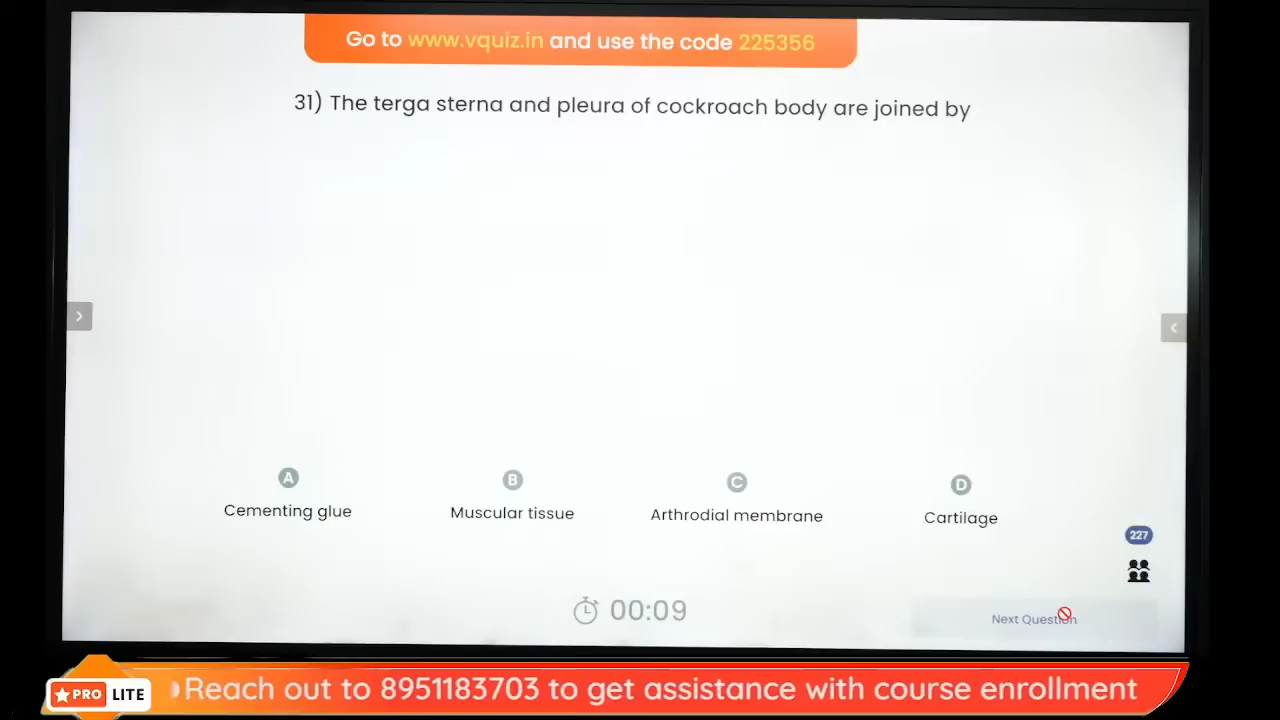 Go to www.vquiz.in and use the code 225356
31) The terga sterna and pleura of cockroach body are joined by
A
B
C
D
Cementing glue
Muscular tissue
Arthrodial membrane
Cartilage
227
00:09
Next Question
PRO LITE
Reach out to 8951183703 to get assistance with course enrollment